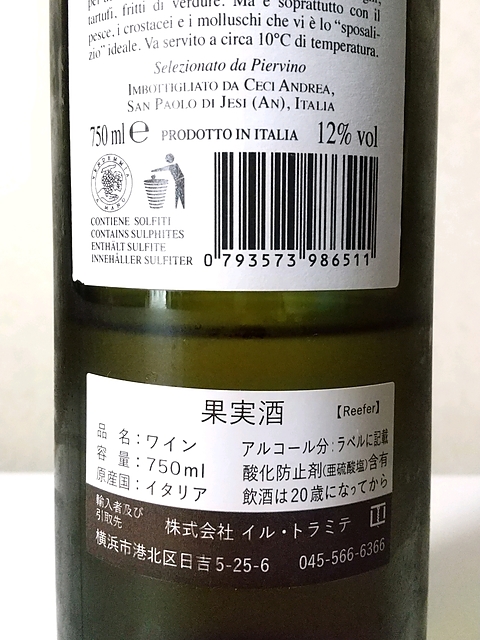 tartufi, fritti di verdure. Ma è soprattutto con il
pesce, i crostacei e i molluschi che vi è lo “sposali-
zio” ideale. Va servito a circa 10°C di temperatura.
Selezionato da Piervino
IMBOTTIGLIATO DA CECI ANDREA,
SAN PAOLO DI JESI (AN), ITALIA
750 ml ℮ PRODOTTO IN ITALIA 12% vol
VENDEMMIA
A MANO
CONTIENE SOLFITI
CONTAINS SULPHITES
ENTHÄLT SULFITE
INNEHÅLLER SULFITER
0 793573 986511
果実酒 【Reefer】
品名:ワイン
容量:750ml
原産国:イタリア
アルコール分:ラベルに記載
酸化防止剤(亜硫酸塩)含有
飲酒は20歳になってから
輸入者及び
引取先
株式会社 イル・トラミテ
横浜市港北区日吉5-25-6 045-566-6366